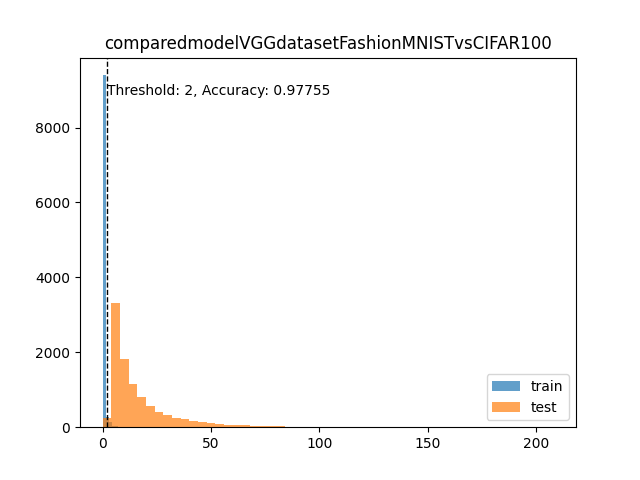 comparedmodelVGGdatasetFashionMNISTvsCIFAR100
Threshold: 2, Accuracy: 0.97755
8000
6000
4000
2000
0
train
test
0 50 100 150 200